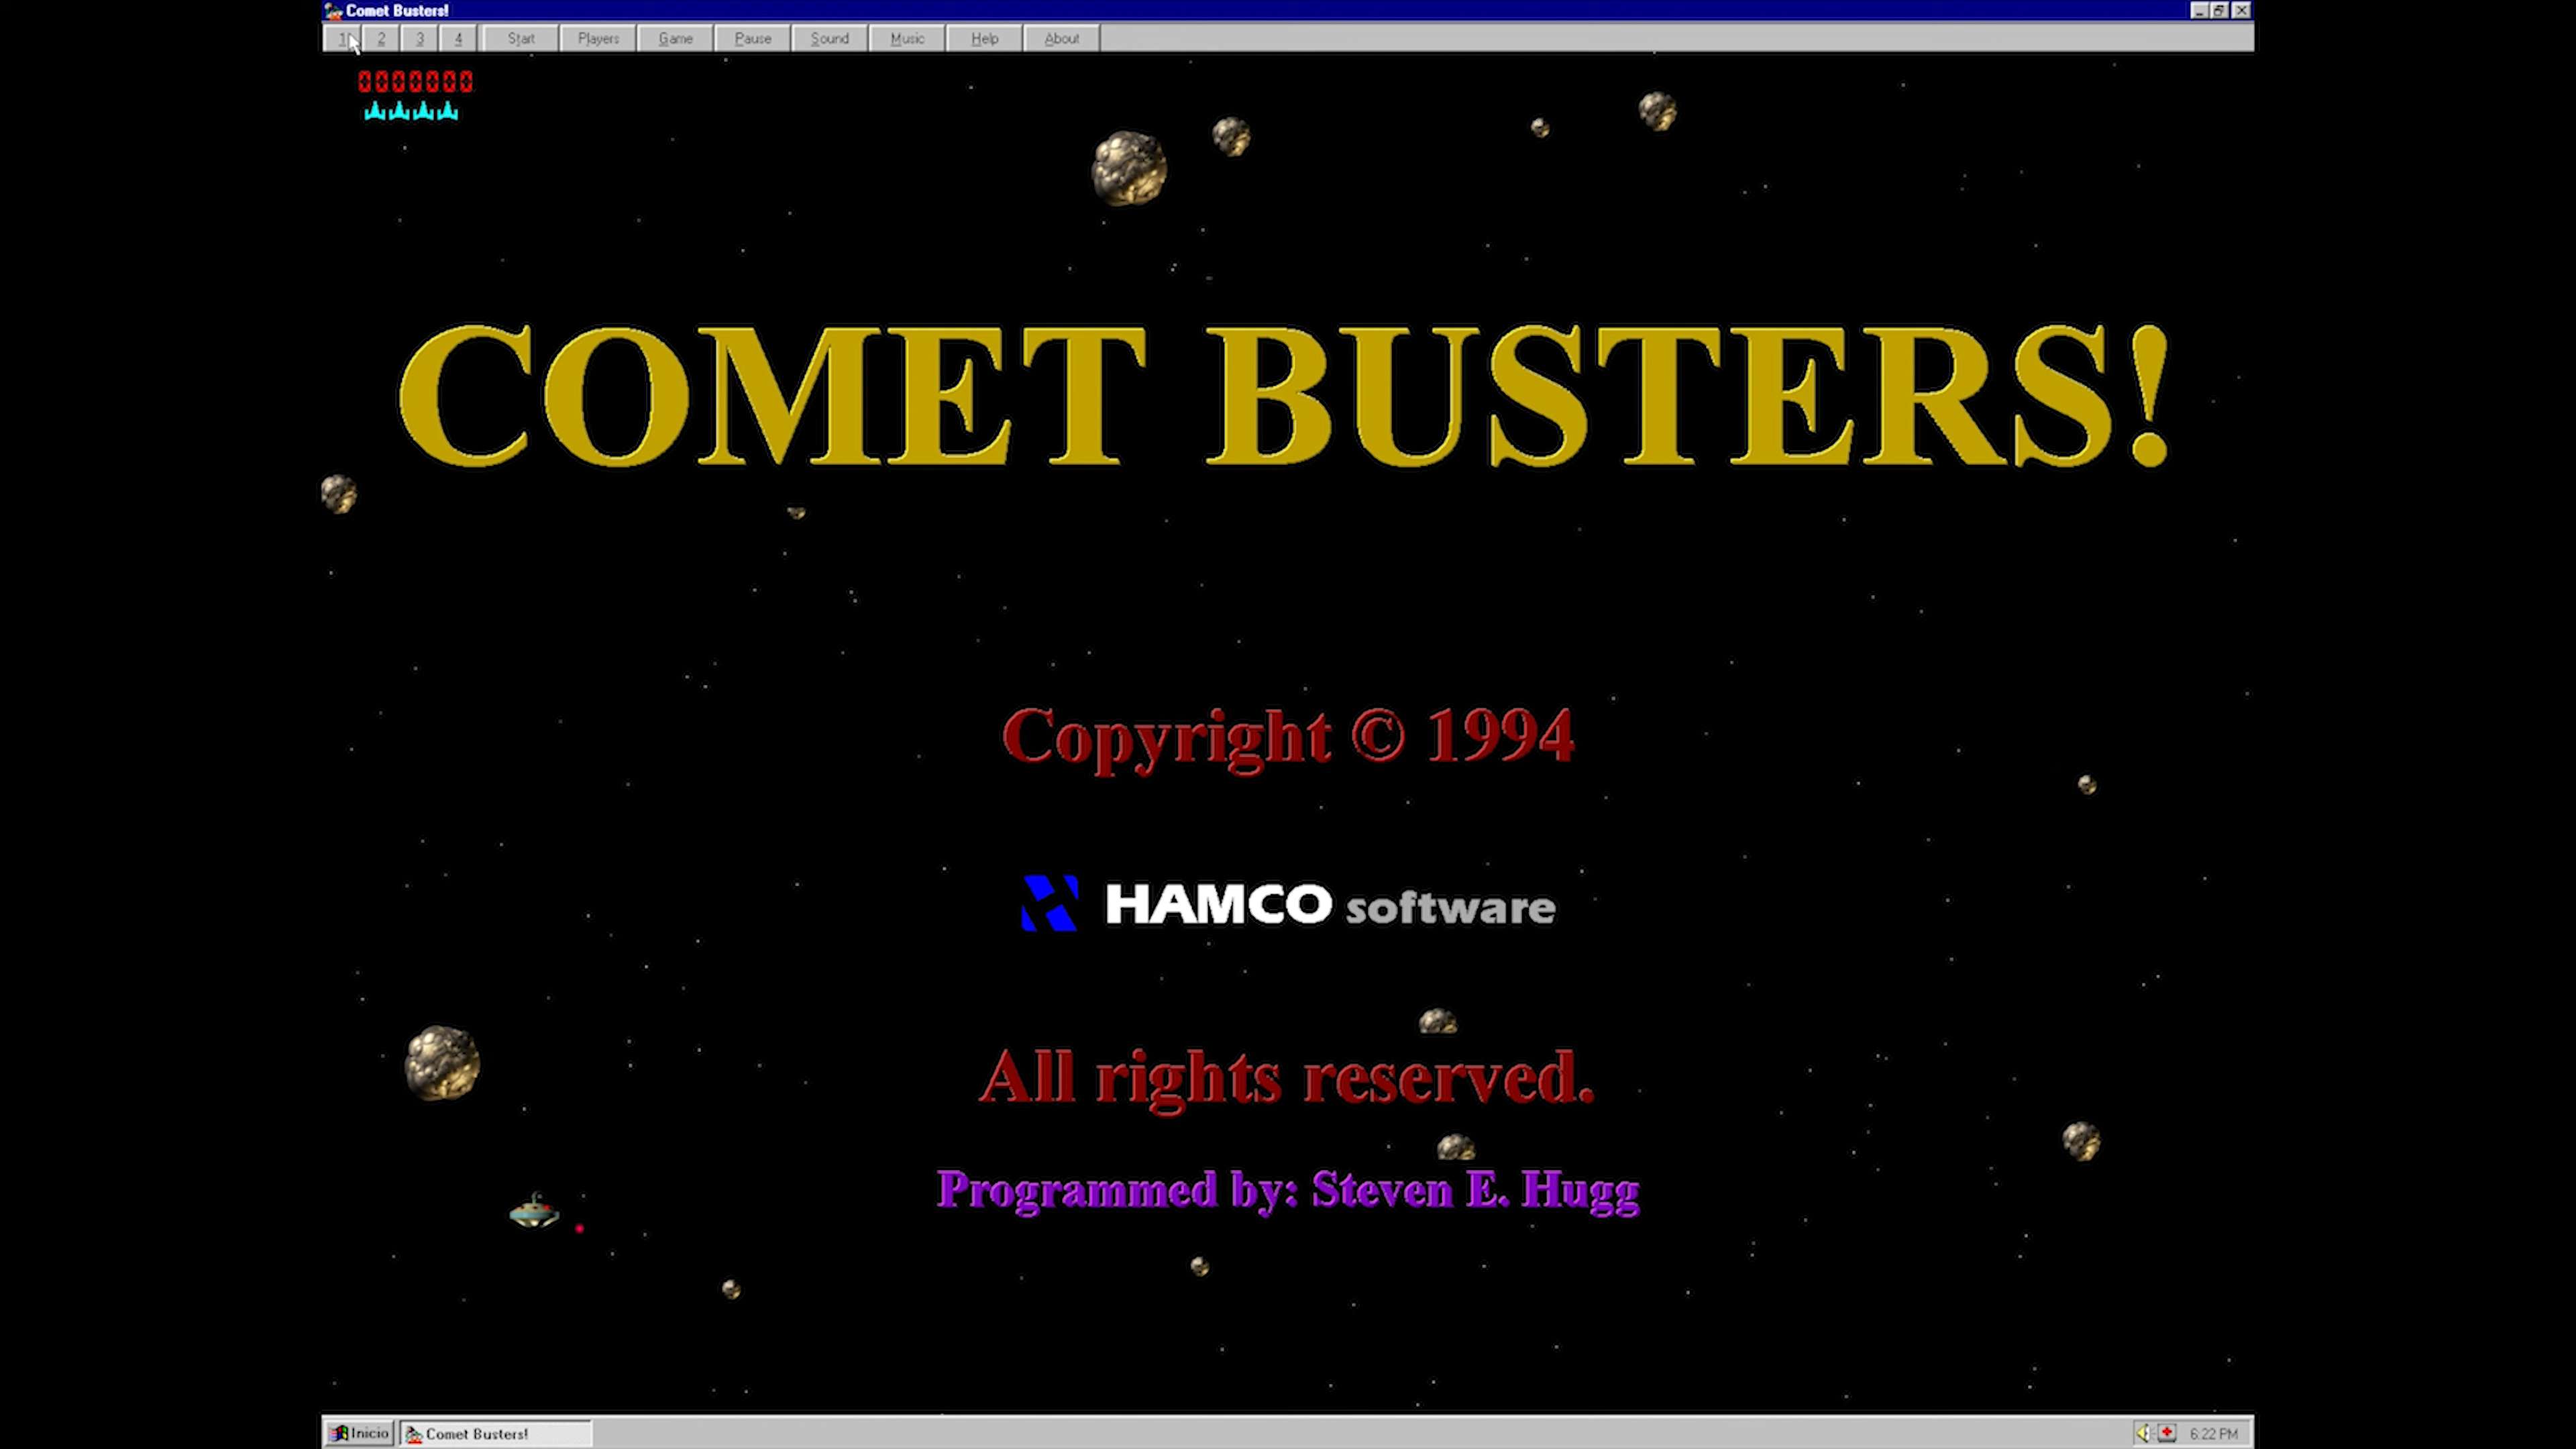 Comet Busters!
1 2 3 4 Start Players Game Pause Sound Music Help About
0000000
COMET BUSTERS!
Copyright © 1994
HAMCO software
All rights reserved.
Programmed by: Steven E. Hugg
Inicio Comet Busters! 6:22 PM